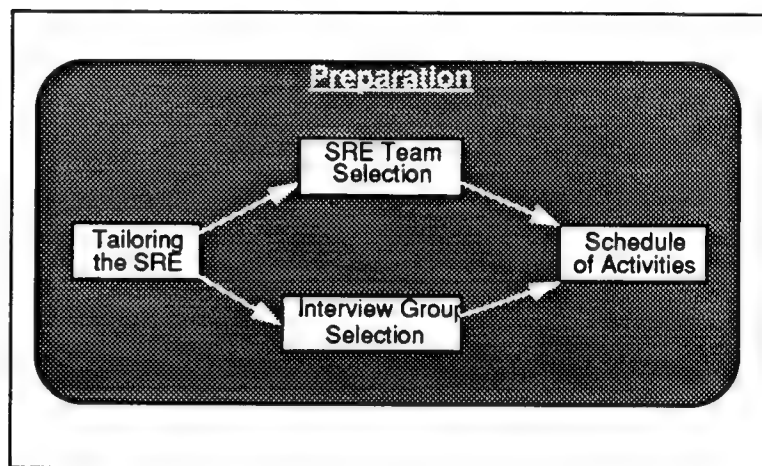 Preparation
SRE Team
Selection
Tailoring
the SRE
Schedule
of Activities
Interview Group
Selection